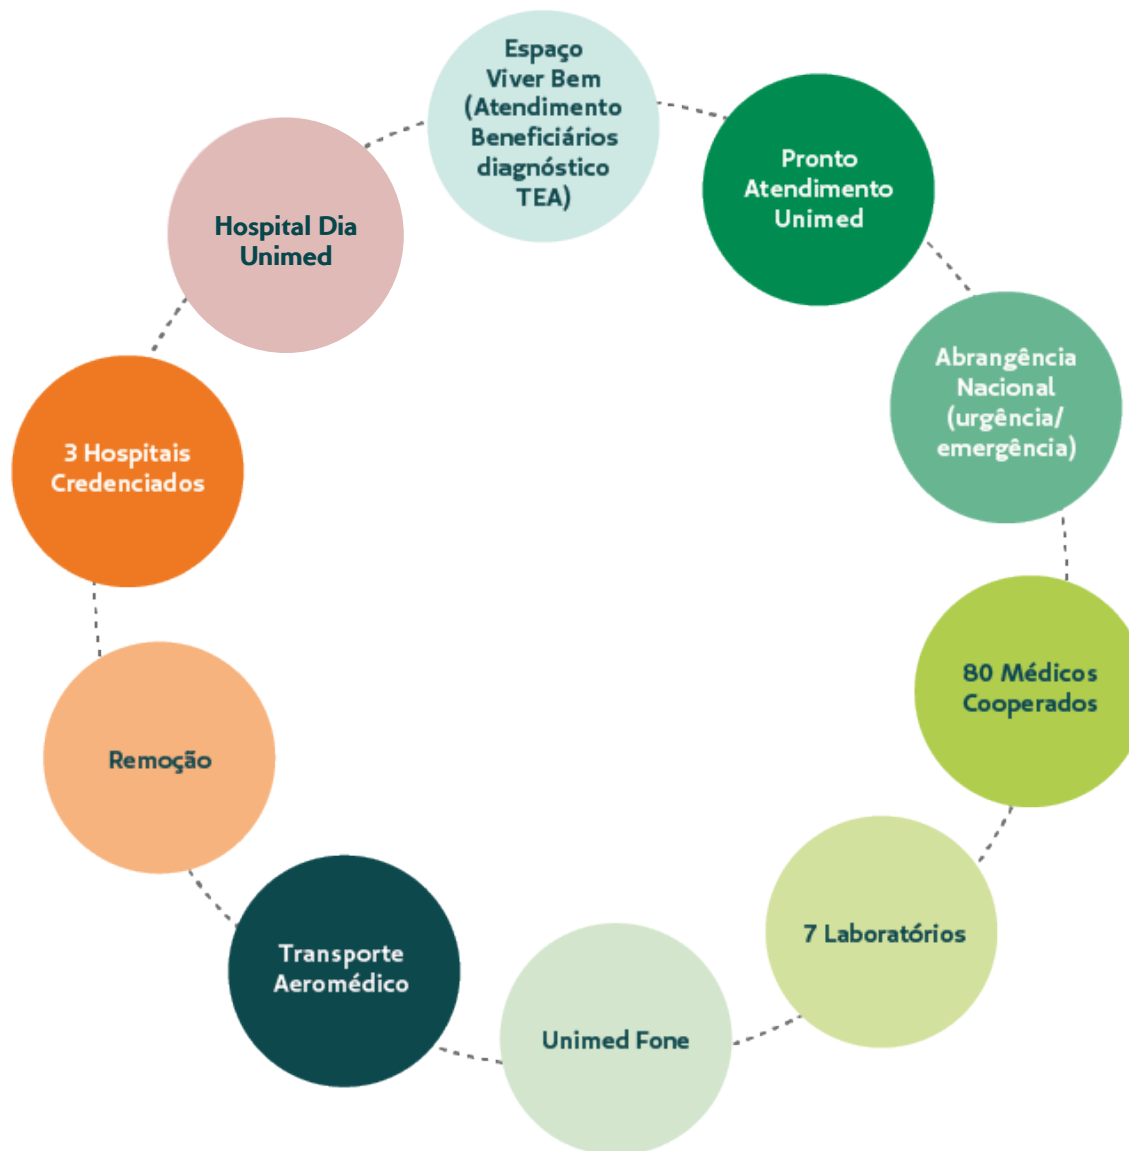 Espaço
Viver Bem
(Atendimento
Beneficiários
diagnóstico
TEA)
Pronto
Atendimento
Unimed
Abrangência
Nacional
(urgência/
emergência)
80 Médicos
Cooperados
7 Laboratórios
Unimed Fone
Transporte
Aeromédico
Remoção
3 Hospitais
Credenciados
Hospital Dia
Unimed